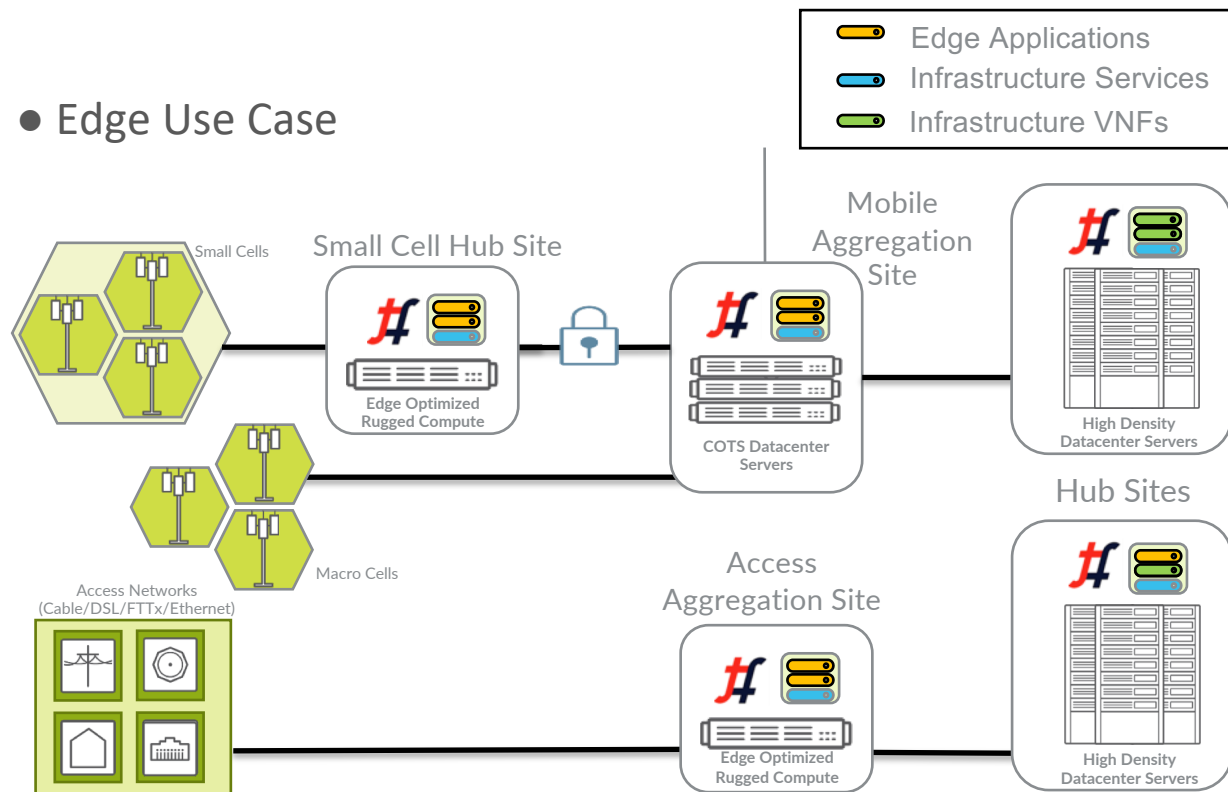 Edge Applications
Infrastructure Services
Infrastructure VNFs
● Edge Use Case
Small Cells
Small Cell Hub Site
Mobile
Aggregation
Site
Edge Optimized
Rugged Compute
COTS Datacenter
Servers
High Density
Datacenter Servers
Macro Cells
Hub Sites
Access Networks
(Cable/DSL/FTTx/Ethernet)
Access
Aggregation Site
Edge Optimized
Rugged Compute
High Density
Datacenter Servers